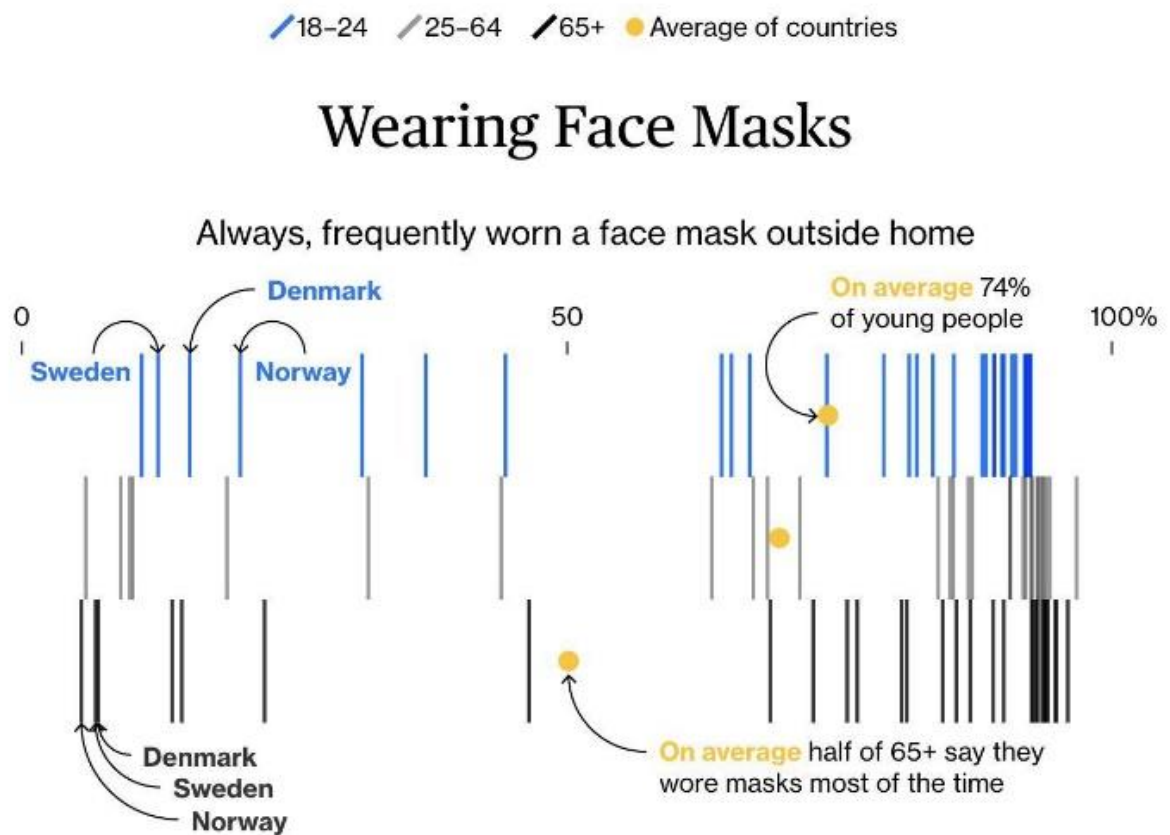 18–24 25–64 65+ Average of countries
Wearing Face Masks
Always, frequently worn a face mask outside home
Denmark
On average 74%
of young people
0 50 100%
Sweden Norway
Denmark
Sweden
Norway
On average half of 65+ say they
wore masks most of the time